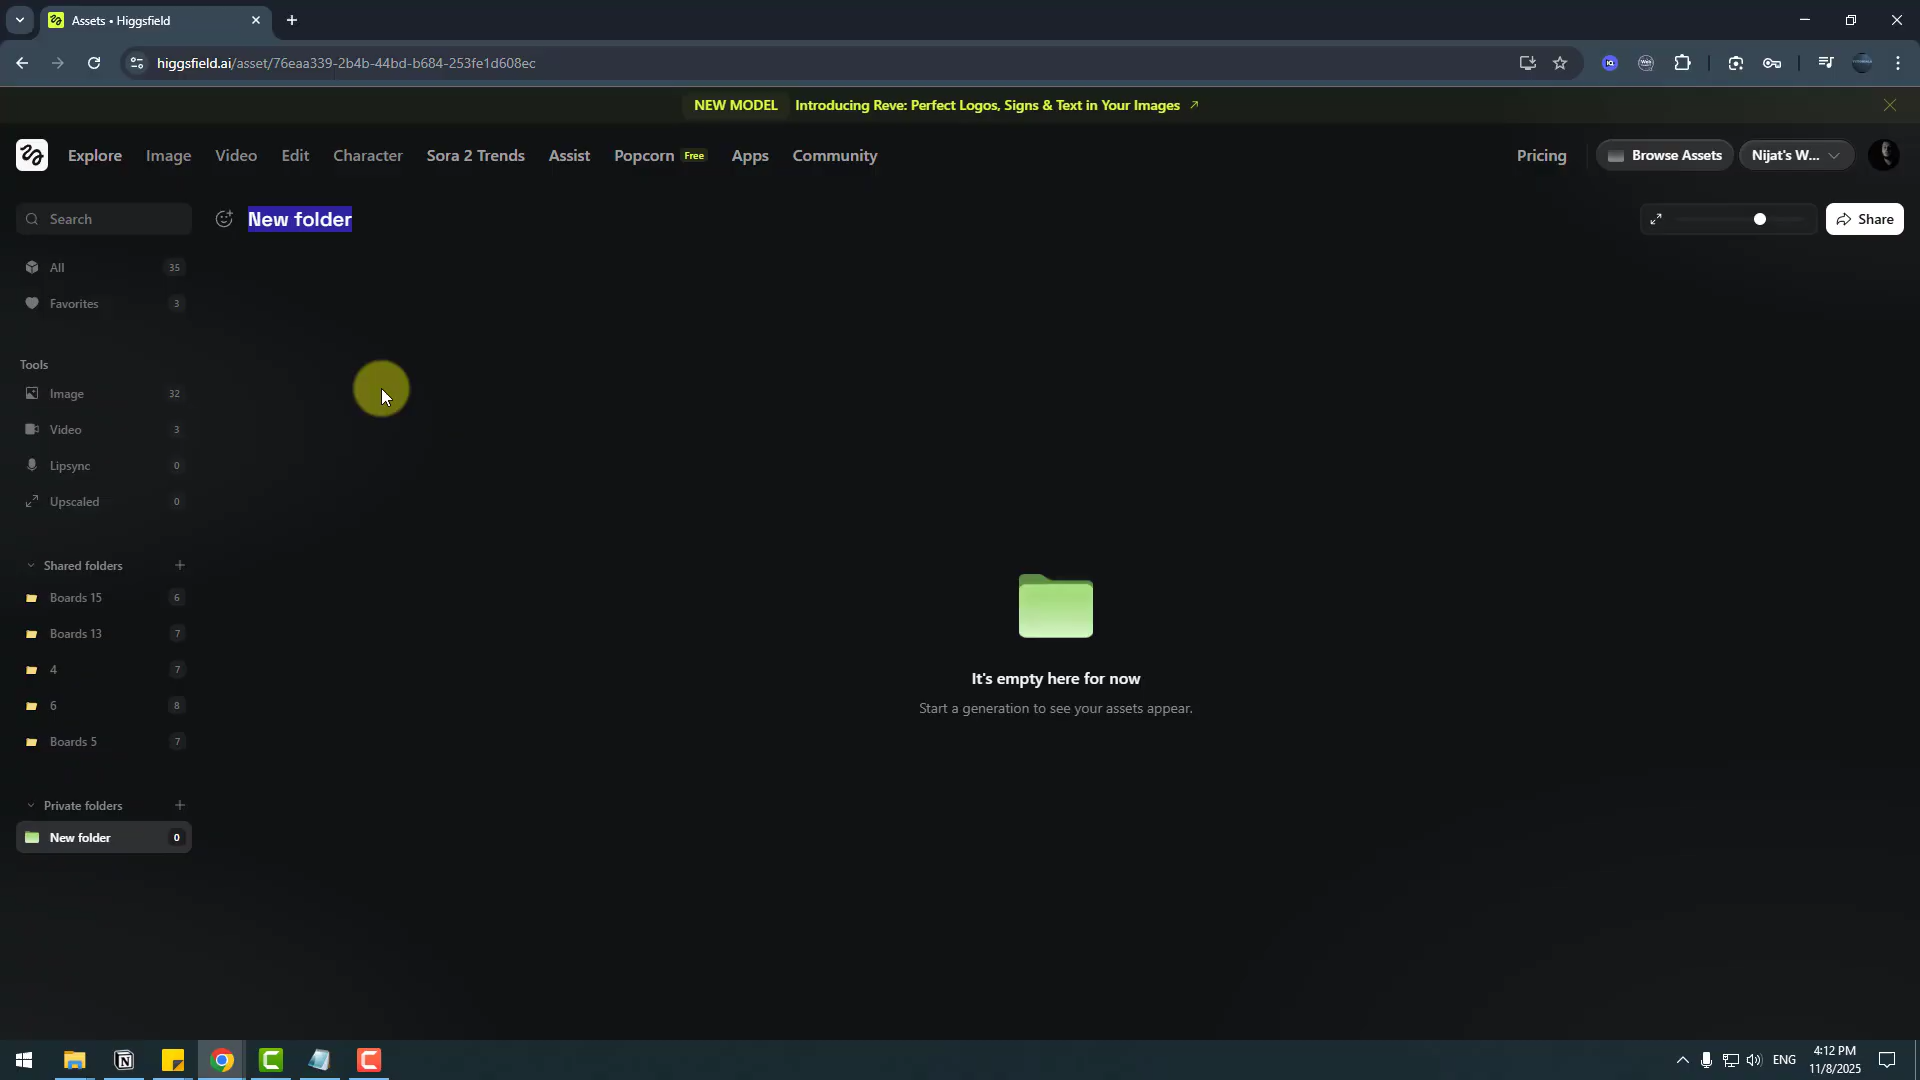 Assets • Higgsfield
higgsfield.ai/asset/76eaa339-2b4b-44bd-b684-253fe1d608ec
NEW MODEL Introducing Reve: Perfect Logos, Signs & Text in Your Images
Explore Image Video Edit Character Sora 2 Trends Assist Popcorn Free Apps Community Pricing Browse Assets Nijat's W...
Search
New folder
Share
All 35
Favorites 3
Tools
Image 32
Video 3
Lipsync 0
Upscaled 0
Shared folders
Boards 15 6
Boards 13 7
4 7
6 8
Boards 5 7
Private folders
New folder 0
It's empty here for now
Start a generation to see your assets appear.
ENG
4:12 PM
11/8/2025